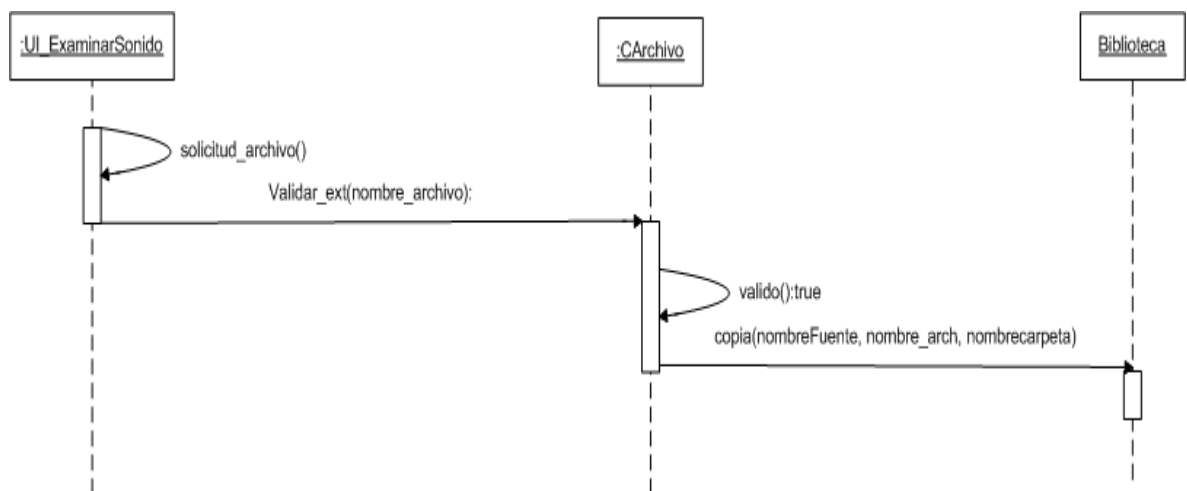 :UI_ExaminarSonido
:CArchivo
Biblioteca
solicitud_archivo()
Validar_ext(nombre_archivo):
valido():true
copia(nombreFuente, nombre_arch, nombrecarpeta)